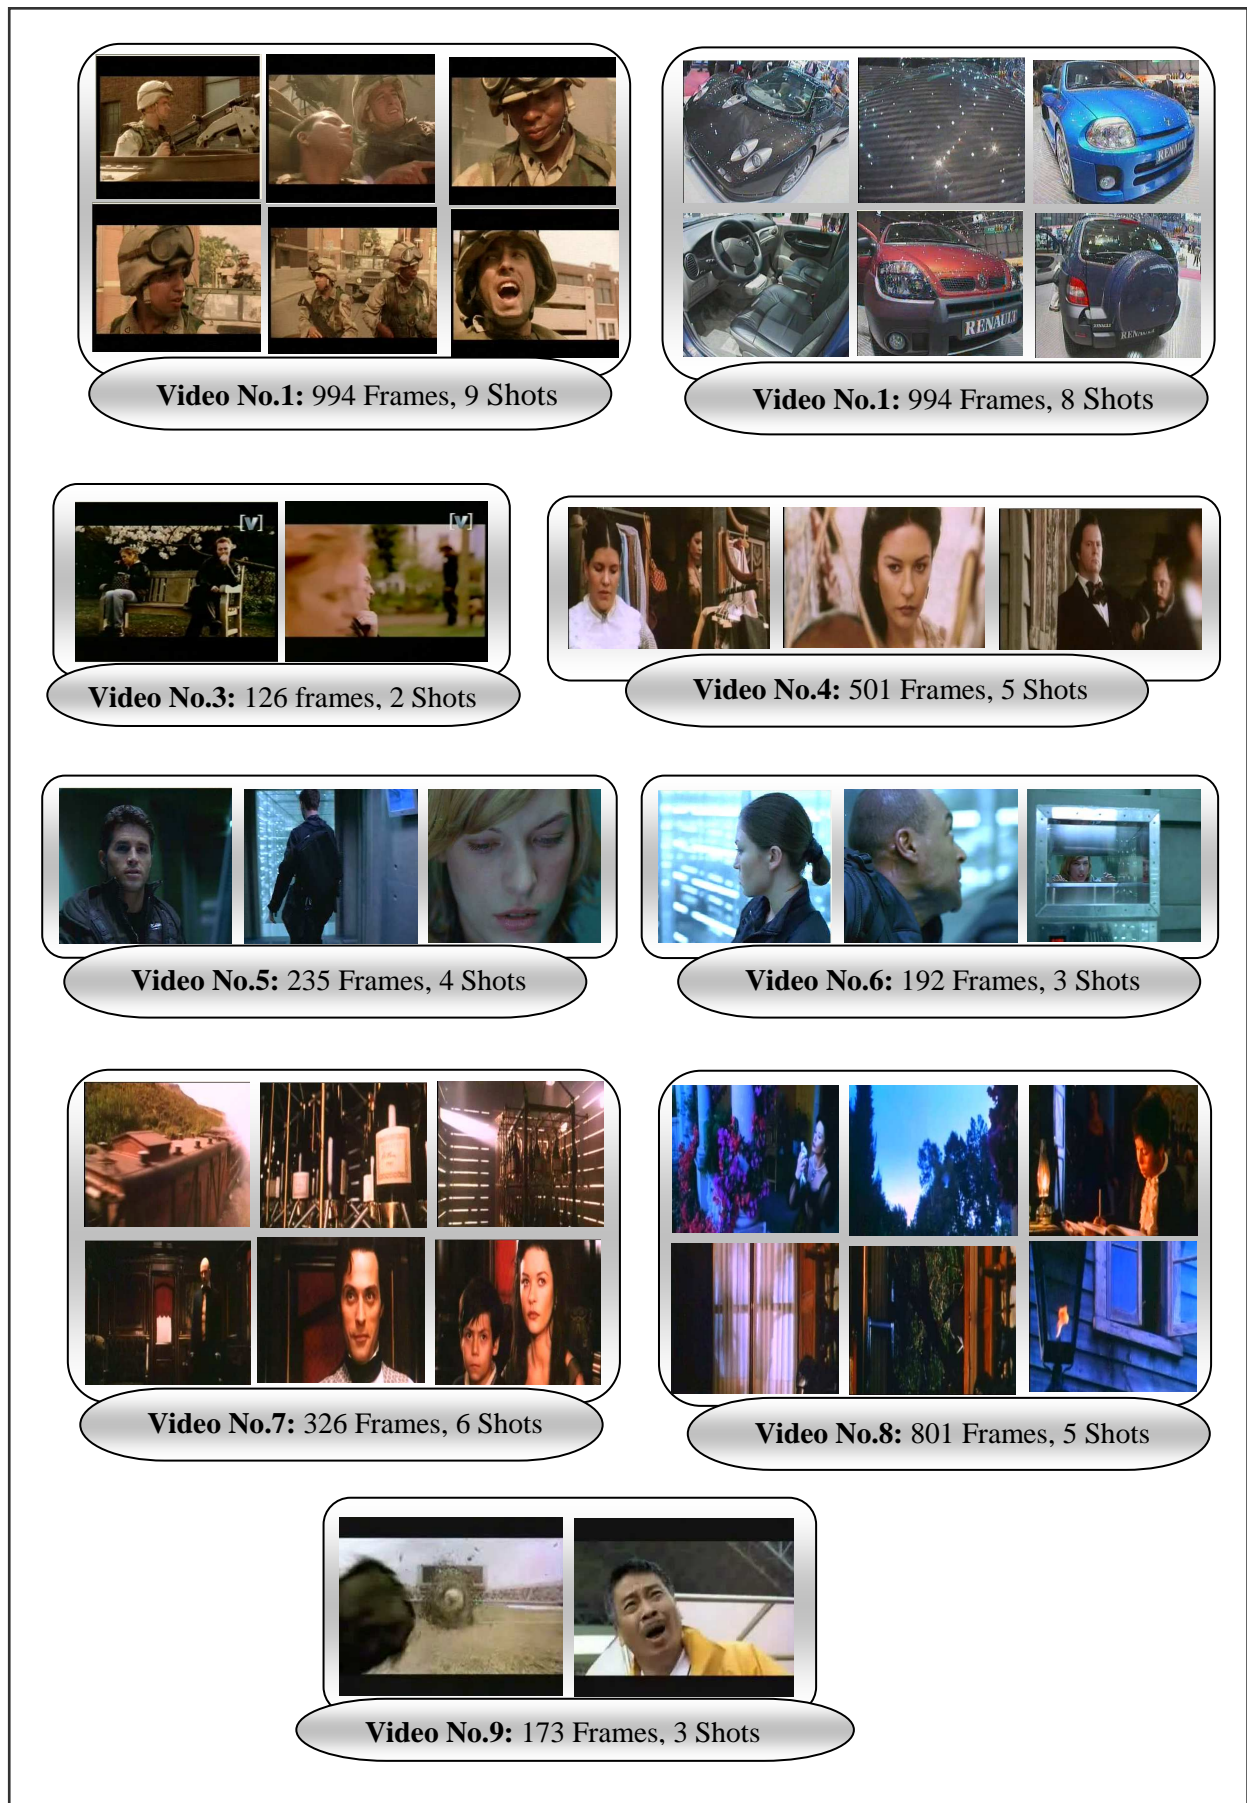 RENAULT
RENAULT
RENAULT
Video No.1: 994 Frames, 9 Shots
Video No.1: 994 Frames, 8 Shots
[v]
[v]
Video No.3: 126 frames, 2 Shots
Video No.4: 501 Frames, 5 Shots
Video No.5: 235 Frames, 4 Shots
Video No.6: 192 Frames, 3 Shots
Video No.7: 326 Frames, 6 Shots
Video No.8: 801 Frames, 5 Shots
Video No.9: 173 Frames, 3 Shots